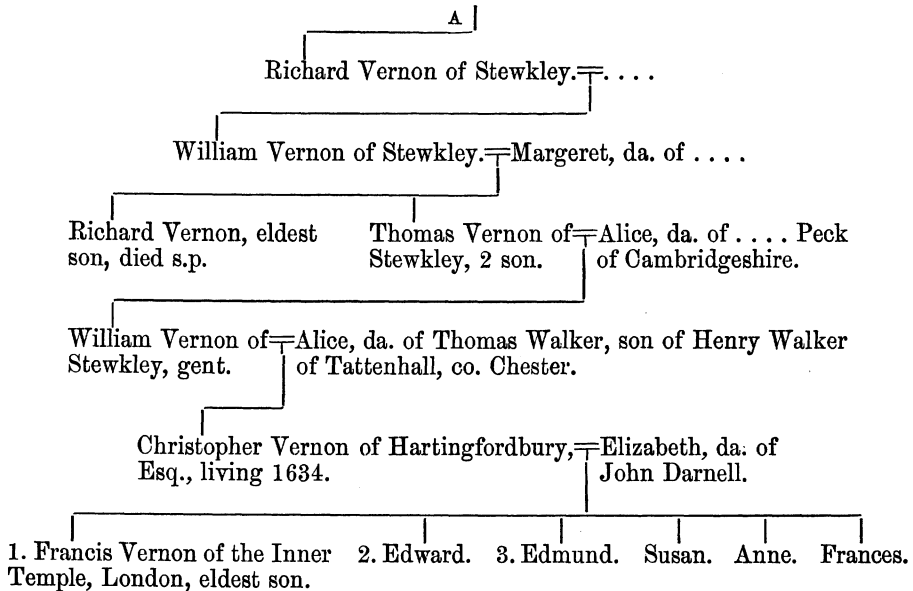 A
Richard Vernon of Stewkley.=. . . .
William Vernon of Stewkley.=Margeret, da. of . . . .
Richard Vernon, eldest
son, died s.p.
Thomas Vernon of=Alice, da. of . . . . Peck
Stewkley, 2 son.
of Cambridgeshire.
William Vernon of=Alice, da. of Thomas Walker, son of Henry Walker
Stewkley, gent.
of Tattenhall, co. Chester.
Christopher Vernon of Hartingfordbury,=Elizabeth, da. of
Esq., living 1634.
John Darnell.
1. Francis Vernon of the Inner
Temple, London, eldest son.
2. Edward.
3. Edmund.
Susan.
Anne.
Frances.